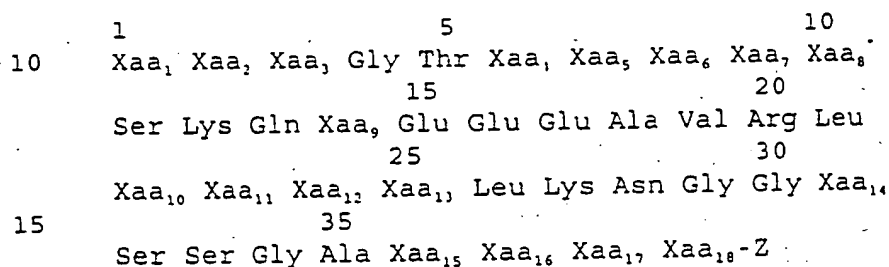 1 5 10
10 Xaa₁ Xaa₂ Xaa₃ Gly Thr Xaa₄ Xaa₅ Xaa₆ Xaa₇ Xaa₈
15 20
Ser Lys Gln Xaa₉ Glu Glu Glu Ala Val Arg Leu
25 30
Xaa₁₀ Xaa₁₁ Xaa₁₂ Xaa₁₃ Leu Lys Asn Gly Gly Xaa₁₄
15 35
Ser Ser Gly Ala Xaa₁₅ Xaa₁₆ Xaa₁₇ Xaa₁₈-Z